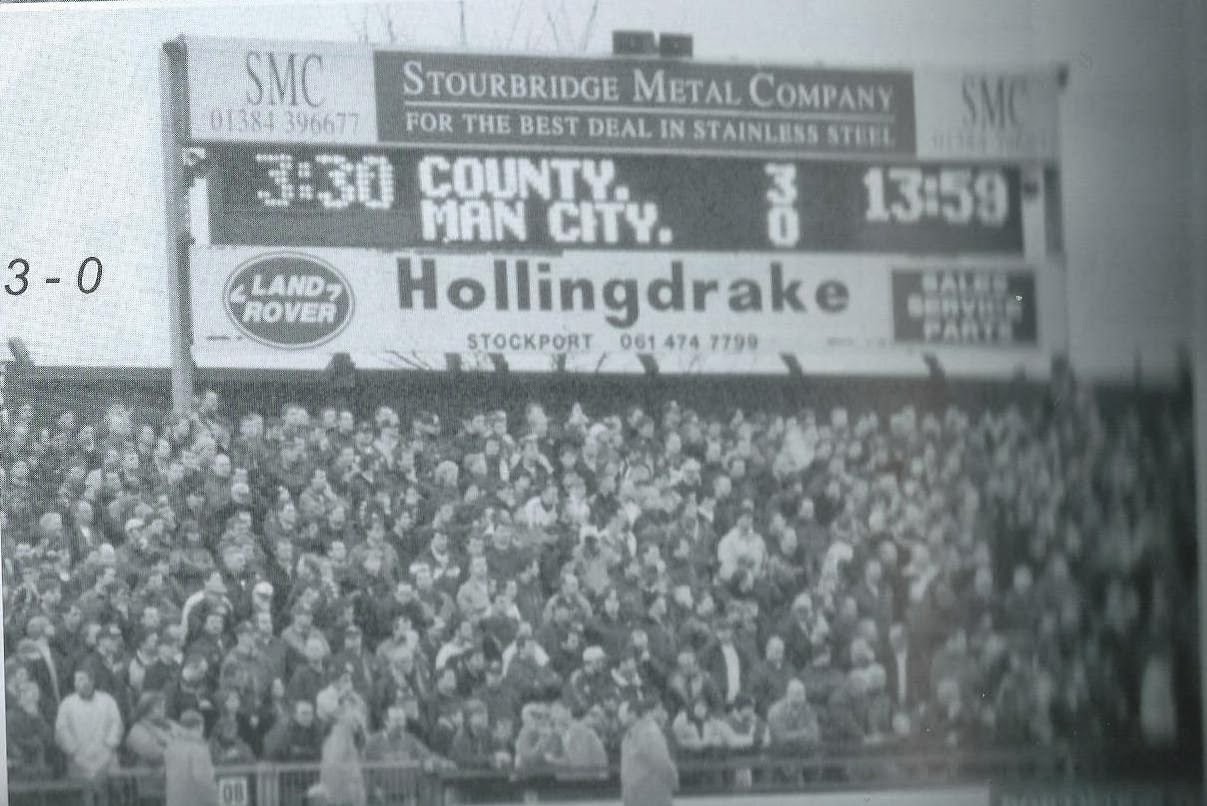 SMC
01384 396677
STOURBRIDGE METAL COMPANY
FOR THE BEST DEAL IN STAINLESS STEEL
SMC
3:30 COUNTY. 3 13:59
MAN CITY. 0
3 - 0
LAND
ROVER
Hollingdrake
STOCKPORT 061 474 7799
SALES
SERVICE
PARTS
08